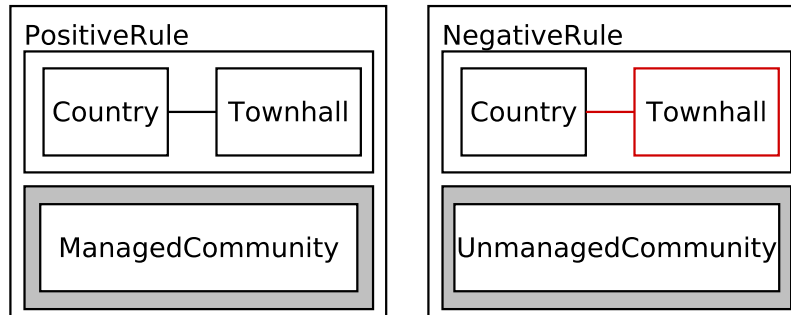 PositiveRule
Country Townhall
ManagedCommunity
NegativeRule
Country Townhall
UnmanagedCommunity